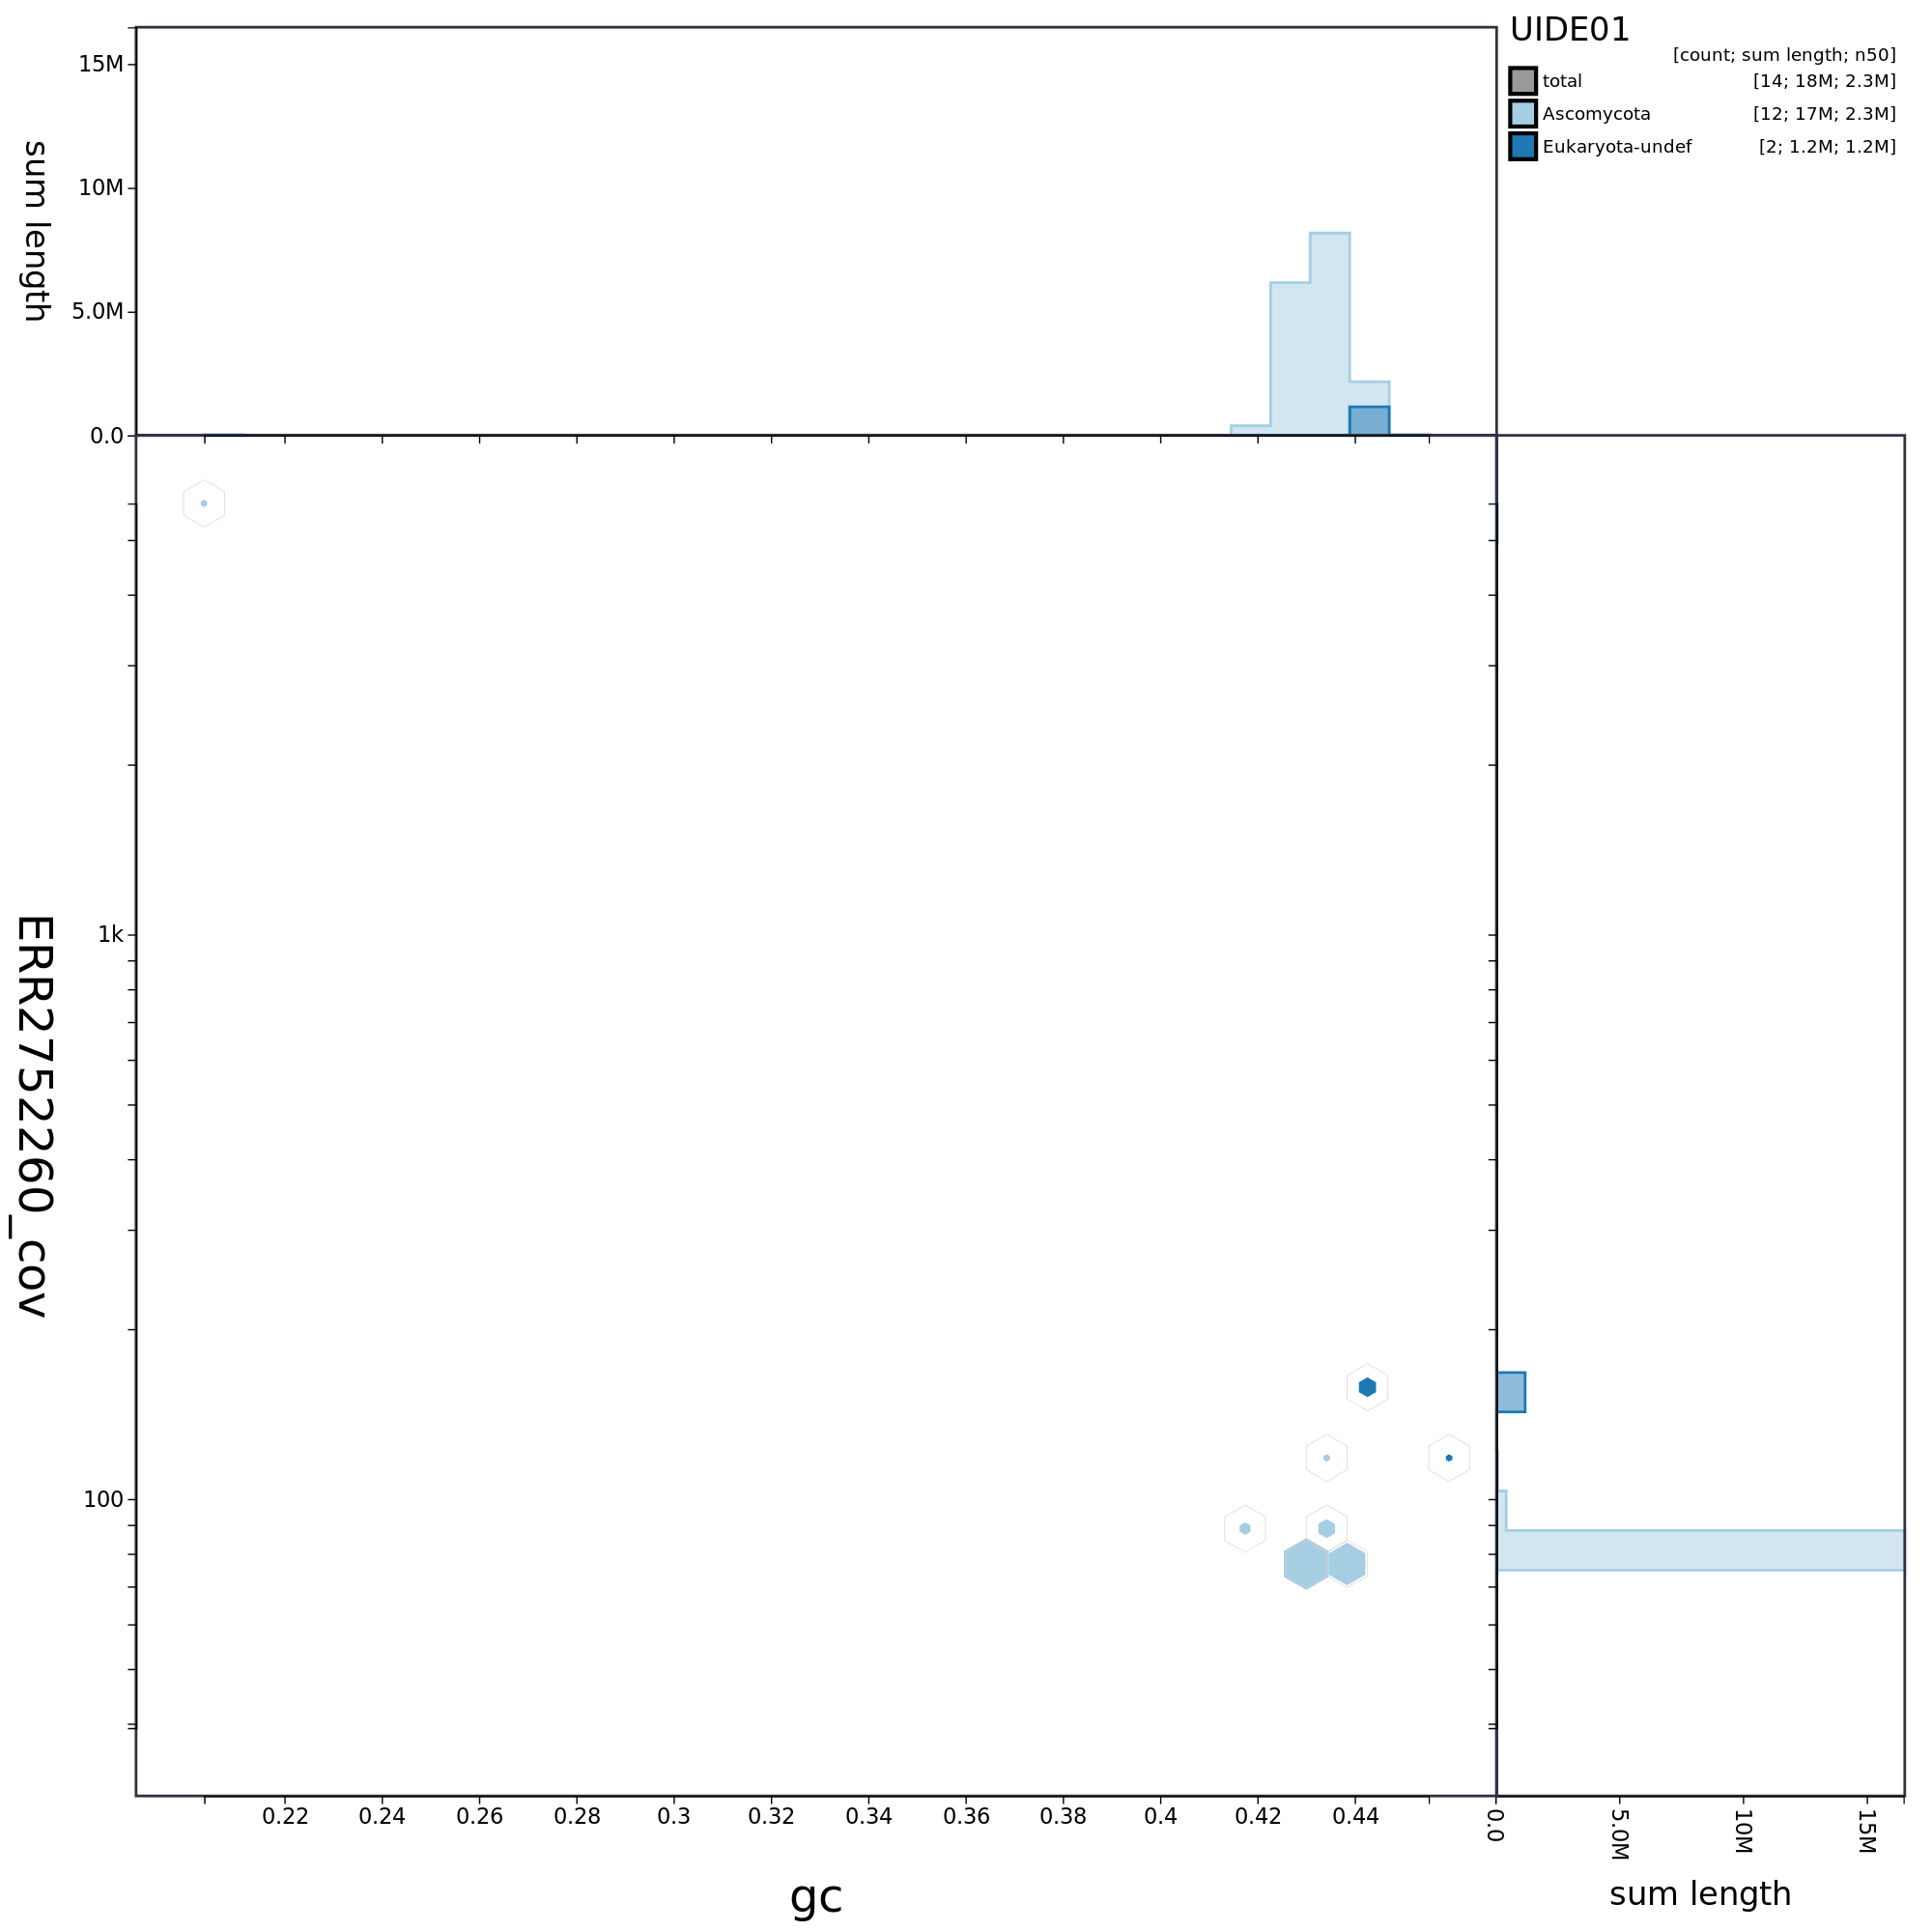 UIDE01
[count; sum length; n50]
total [14; 18M; 2.3M]
Ascomycota [12; 17M; 2.3M]
Eukaryota-undef [2; 1.2M; 1.2M]
sum length
15M
10M
5.0M
0.0
ERR2752260_cov
1k
100
0.22 0.24 0.26 0.28 0.3 0.32 0.34 0.36 0.38 0.4 0.42 0.44
gc
0.0 5.0M 10M 15M
sum length